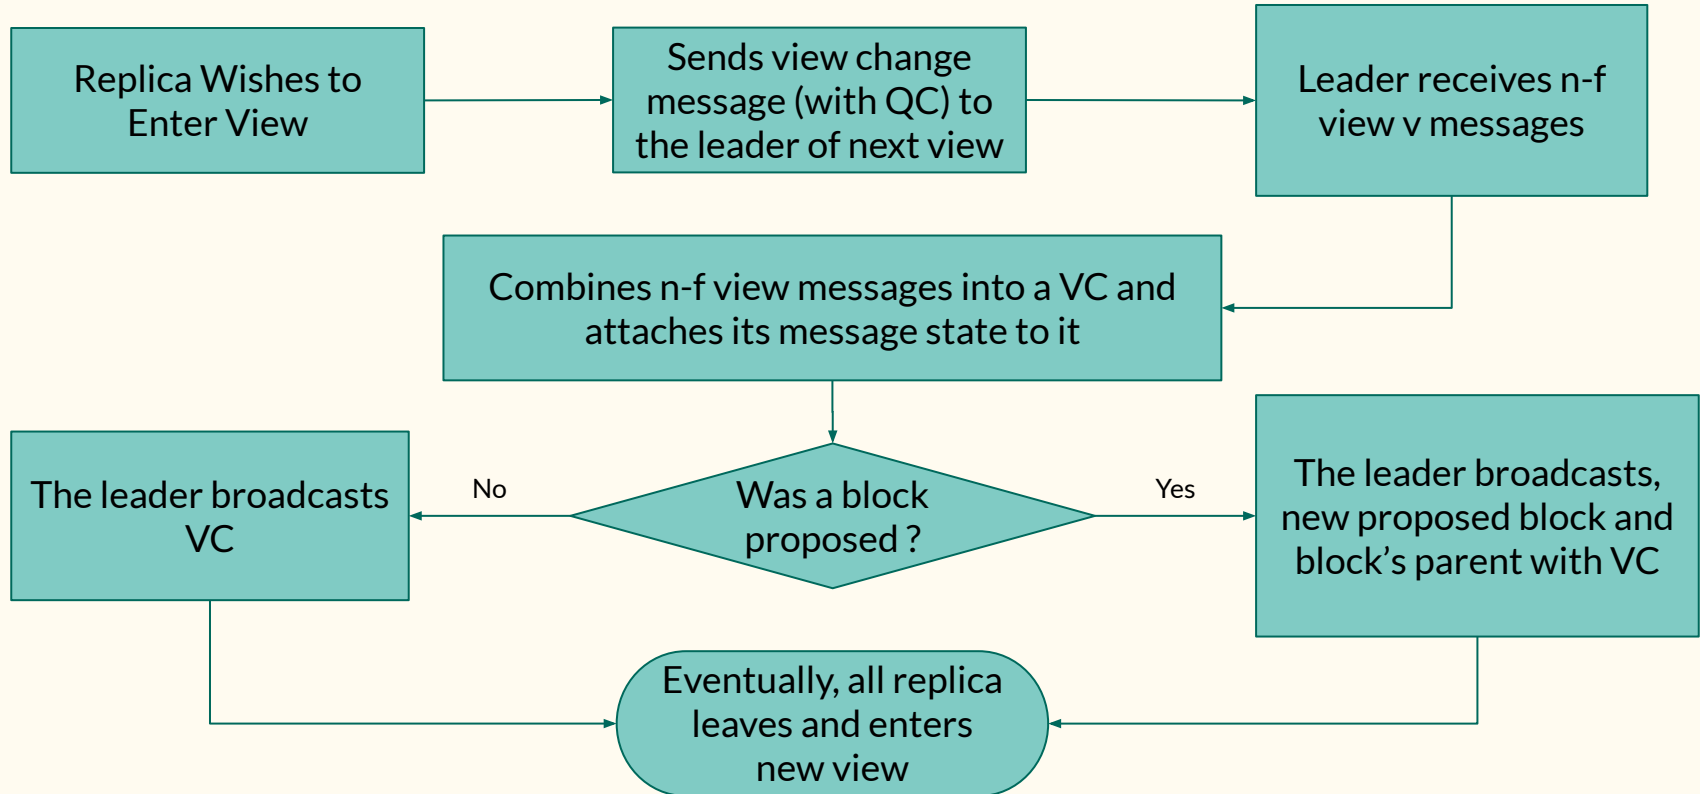 Replica Wishes to
Enter View
Sends view change
message (with QC) to
the leader of next view
Leader receives n-f
view v messages
Combines n-f view messages into a VC and
attaches its message state to it
The leader broadcasts
VC
No
Was a block
proposed ?
Yes
The leader broadcasts,
new proposed block and
block’s parent with VC
Eventually, all replica
leaves and enters
new view